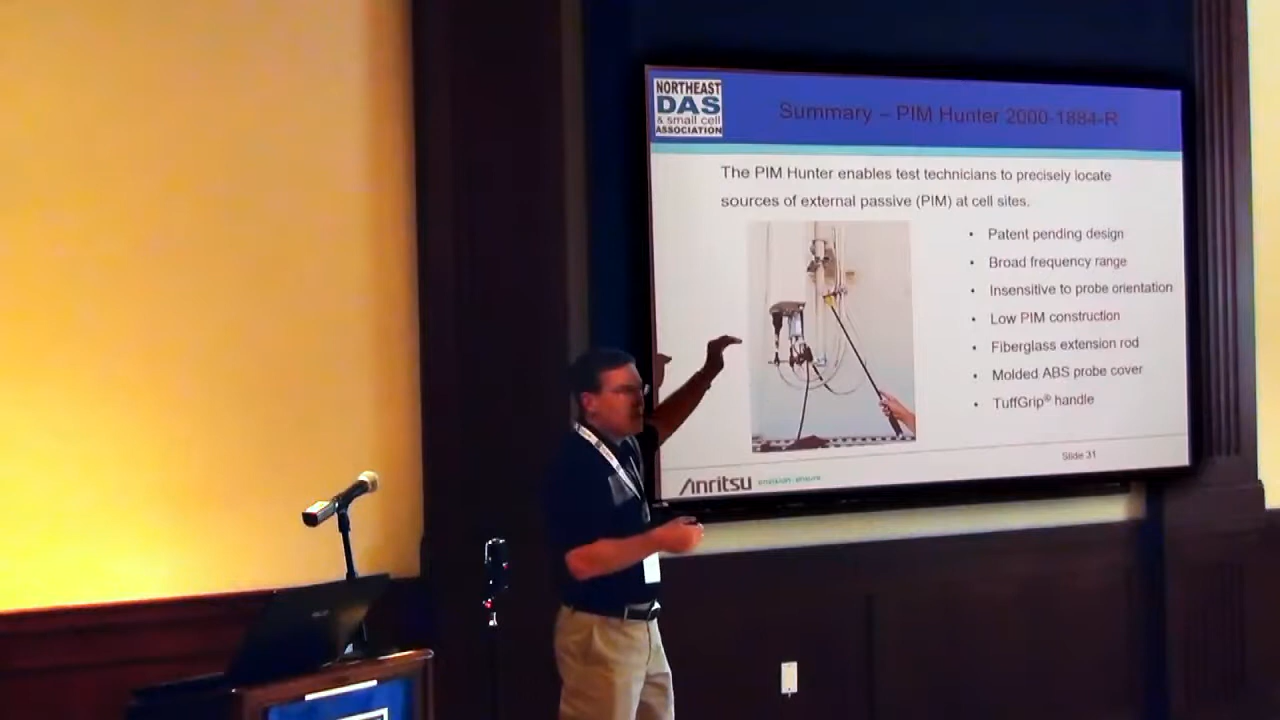 NORTHEAST
DAS
& small cell
ASSOCIATION
Summary – PIM Hunter 2000-1884-R
The PIM Hunter enables test technicians to precisely locate
sources of external passive (PIM) at cell sites.
• Patent pending design
• Broad frequency range
• Insensitive to probe orientation
• Low PIM construction
• Fiberglass extension rod
• Molded ABS probe cover
• TuffGrip® handle
Slide 31
Anritsu envision : ensure